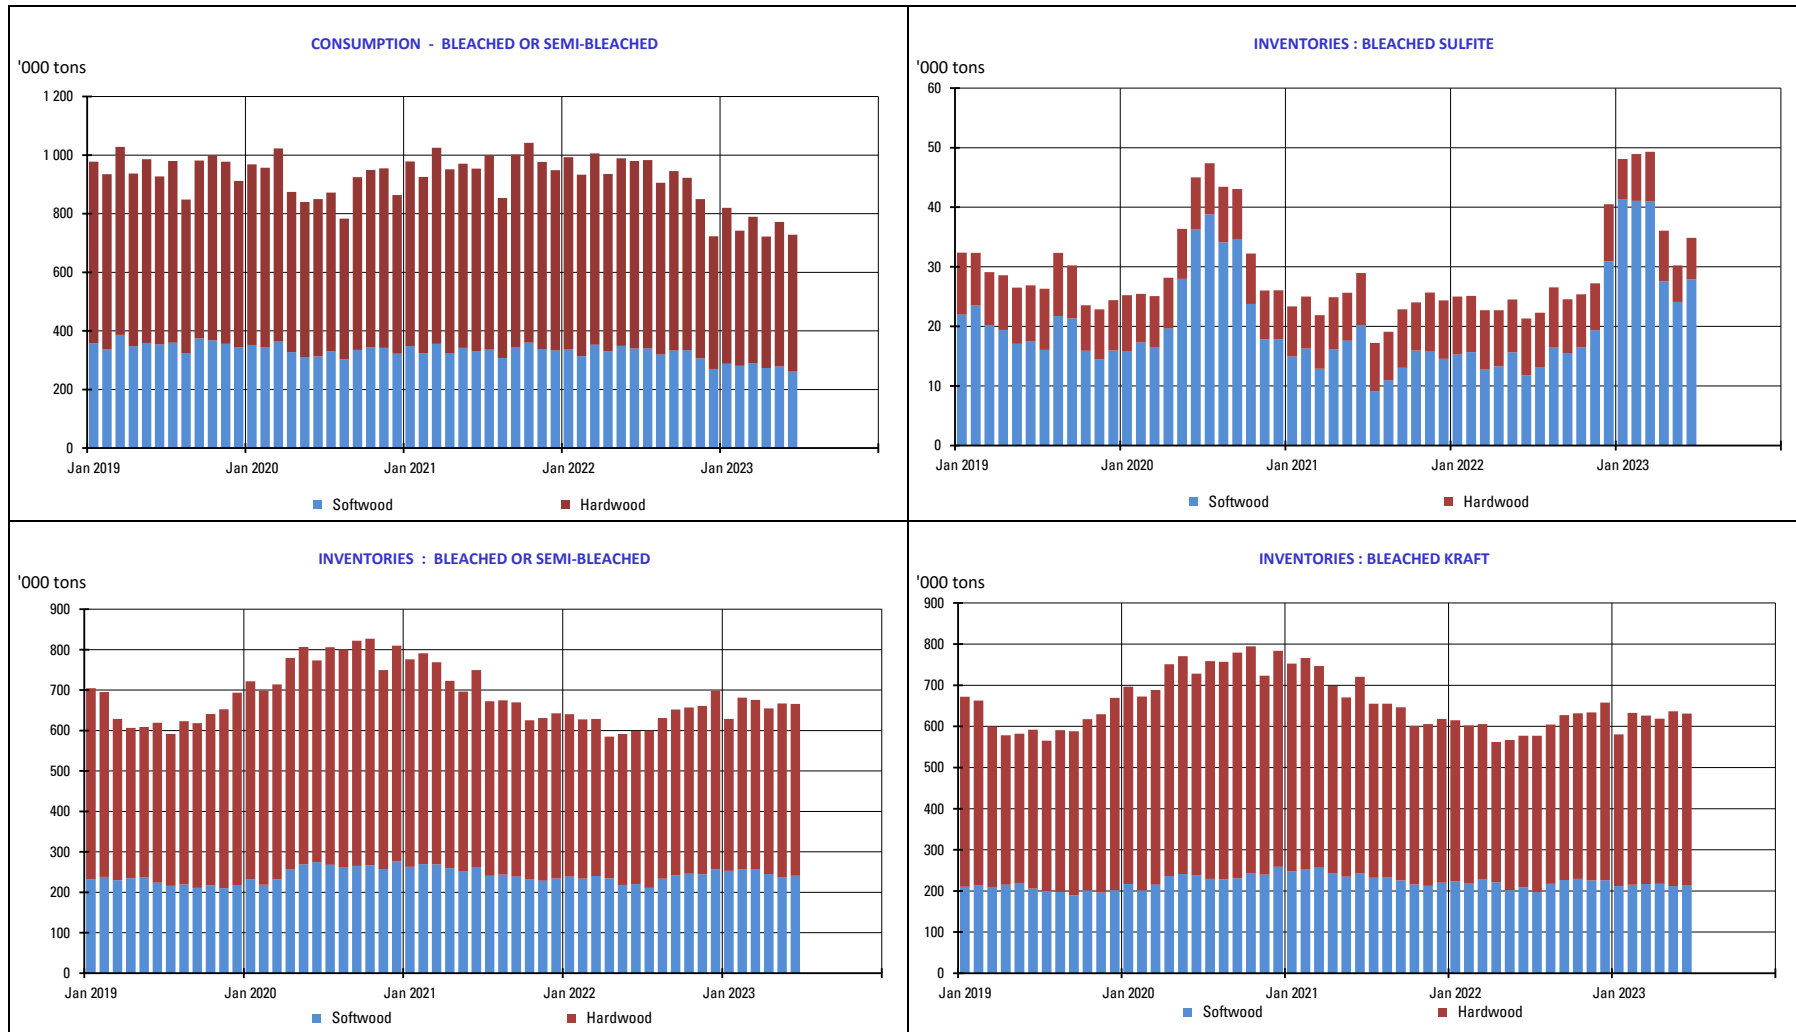 CONSUMPTION - BLEACHED OR SEMI-BLEACHED
'000 tons
1 200
1 000
800
600
400
200
0
Jan 2019 Jan 2020 Jan 2021 Jan 2022 Jan 2023
Softwood Hardwood
INVENTORIES : BLEACHED SULFITE
'000 tons
60
50
40
30
20
10
0
Jan 2019 Jan 2020 Jan 2021 Jan 2022 Jan 2023
Softwood Hardwood
INVENTORIES : BLEACHED OR SEMI-BLEACHED
'000 tons
900
800
700
600
500
400
300
200
100
0
Jan 2019 Jan 2020 Jan 2021 Jan 2022 Jan 2023
Softwood Hardwood
INVENTORIES : BLEACHED KRAFT
'000 tons
900
800
700
600
500
400
300
200
100
0
Jan 2019 Jan 2020 Jan 2021 Jan 2022 Jan 2023
Softwood Hardwood